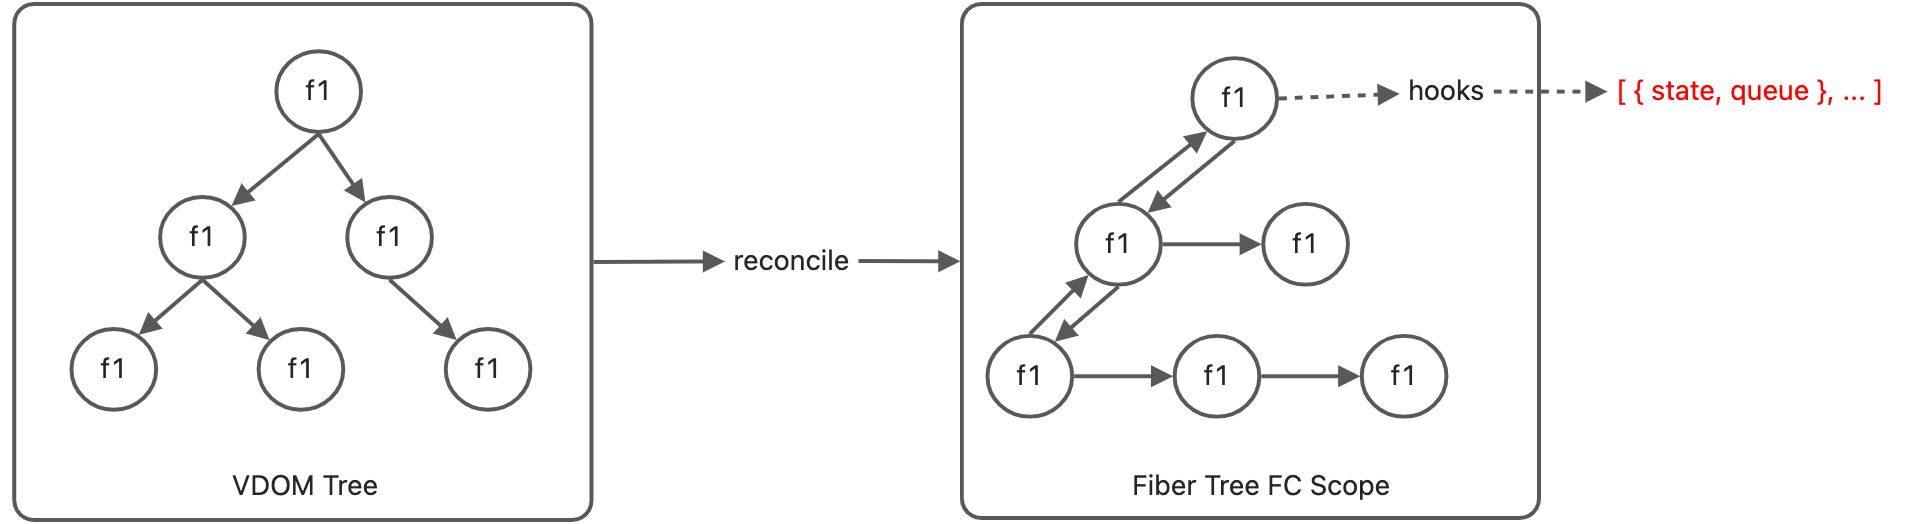 f1
f1
f1
f1
f1
f1
VDOM Tree
reconcile
f1
hooks
[ { state, queue }, ... ]
f1
f1
f1
f1
f1
Fiber Tree FC Scope